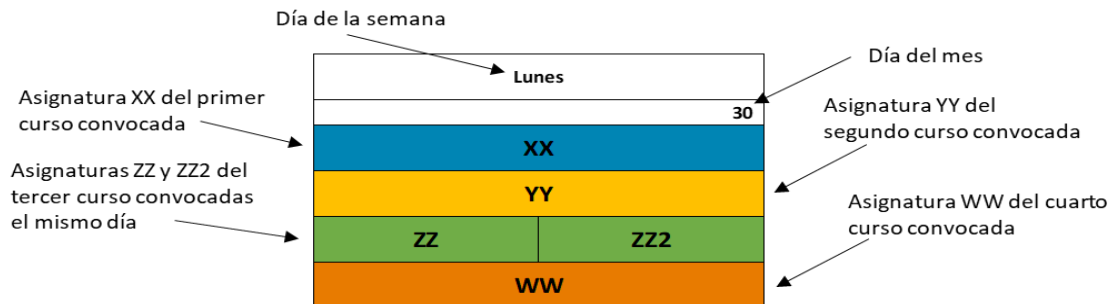 Día de la semana
Lunes
Día del mes
30
Asignatura XX del primer
curso convocada
XX
Asignatura YY del
segundo curso convocada
YY
Asignaturas ZZ y ZZ2 del
tercer curso convocadas
el mismo día
ZZ
ZZ2
Asignatura WW del cuarto
curso convocada
WW